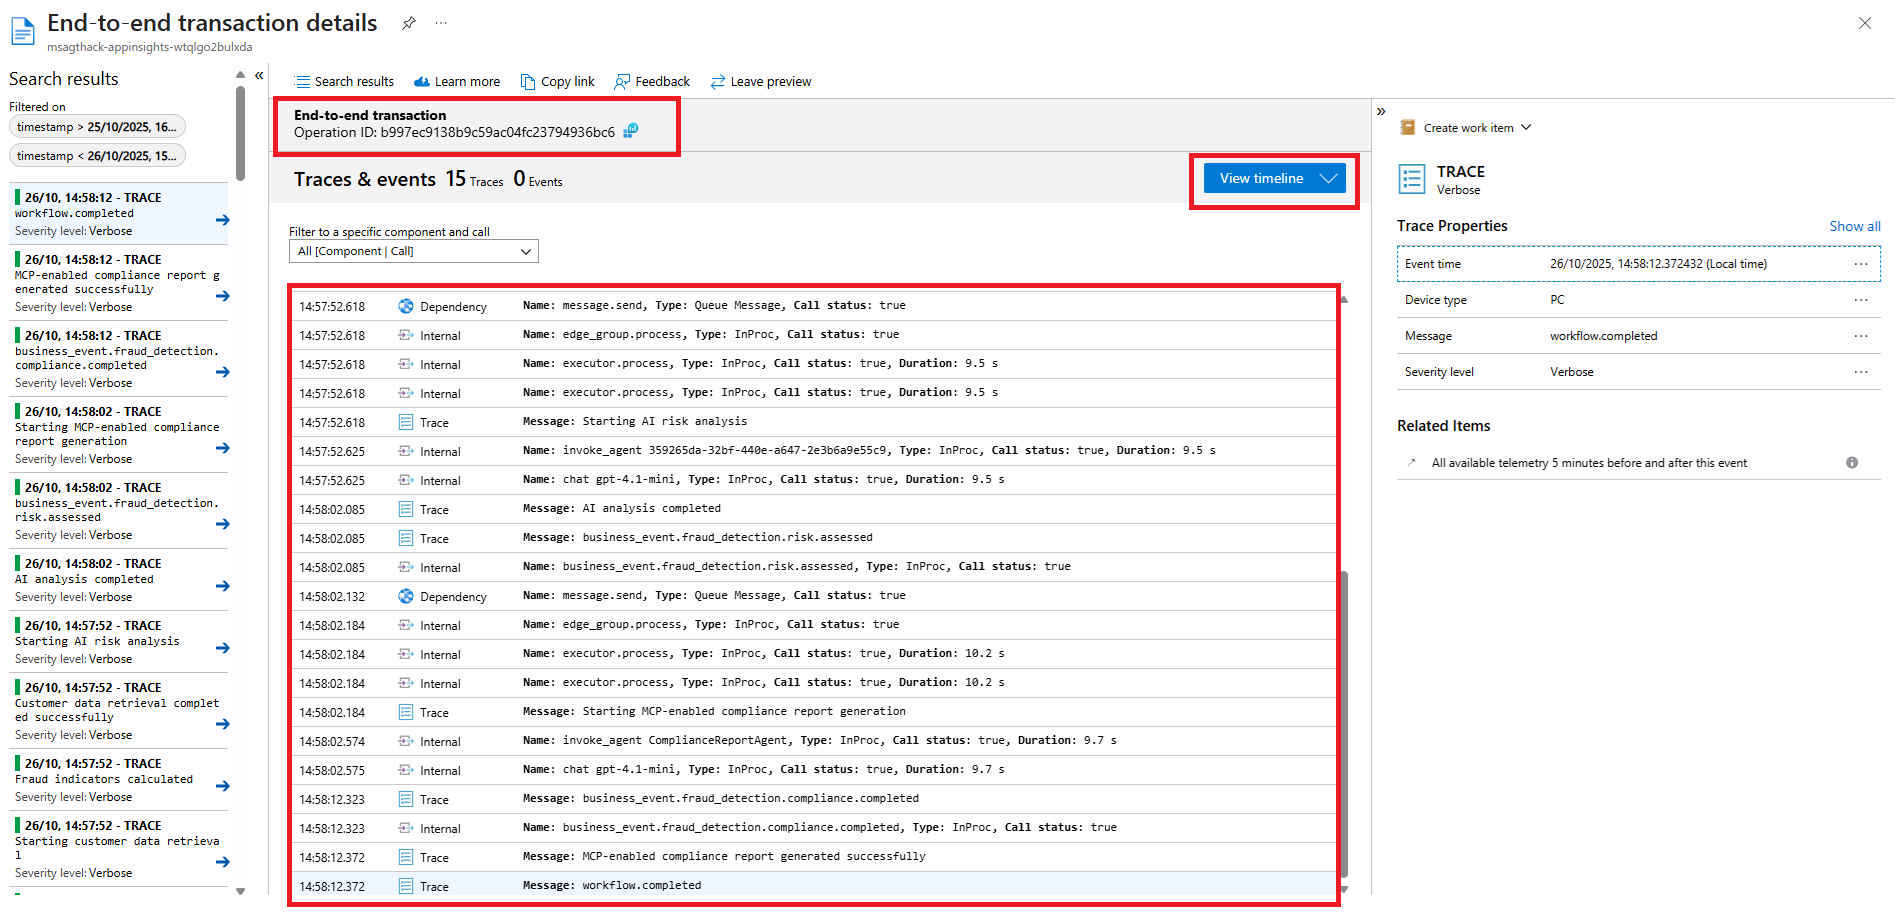 End-to-end transaction details
msagthack-appinsights-wtqlgo2bulxda
Search results
Filtered on
timestamp > 25/10/2025, 16...
timestamp < 26/10/2025, 15...
26/10, 14:58:12 - TRACE
workflow.completed
Severity level: Verbose
26/10, 14:58:12 - TRACE
MCP-enabled compliance report g
enerated successfully
Severity level: Verbose
26/10, 14:58:12 - TRACE
business_event.fraud_detection.
compliance.completed
Severity level: Verbose
26/10, 14:58:02 - TRACE
Starting MCP-enabled compliance
report generation
Severity level: Verbose
26/10, 14:58:02 - TRACE
business_event.fraud_detection.
risk.assessed
Severity level: Verbose
26/10, 14:58:02 - TRACE
AI analysis completed
Severity level: Verbose
26/10, 14:57:52 - TRACE
Starting AI risk analysis
Severity level: Verbose
26/10, 14:57:52 - TRACE
Customer data retrieval complet
ed successfully
Severity level: Verbose
26/10, 14:57:52 - TRACE
Fraud indicators calculated
Severity level: Verbose
26/10, 14:57:52 - TRACE
Starting customer data retrieva
l
Severity level: Verbose
Search results Learn more Copy link Feedback Leave preview
End-to-end transaction
Operation ID: b997ec9138b9c59ac04fc23794936bc6
Traces & events 15 Traces 0 Events
View timeline
Filter to a specific component and call
All [Component | Call]
14:57:52.618 Dependency Name: message.send, Type: Queue Message, Call status: true
14:57:52.618 Internal Name: edge_group.process, Type: InProc, Call status: true
14:57:52.618 Internal Name: executor.process, Type: InProc, Call status: true, Duration: 9.5 s
14:57:52.618 Internal Name: executor.process, Type: InProc, Call status: true, Duration: 9.5 s
14:57:52.618 Trace Message: Starting AI risk analysis
14:57:52.625 Internal Name: invoke_agent 359265da-32bf-440e-a647-2e3b6a9e55c9, Type: InProc, Call status: true, Duration: 9.5 s
14:57:52.625 Internal Name: chat gpt-4.1-mini, Type: InProc, Call status: true, Duration: 9.5 s
14:58:02.085 Trace Message: AI analysis completed
14:58:02.085 Trace Message: business_event.fraud_detection.risk.assessed
14:58:02.085 Internal Name: business_event.fraud_detection.risk.assessed, Type: InProc, Call status: true
14:58:02.132 Dependency Name: message.send, Type: Queue Message, Call status: true
14:58:02.184 Internal Name: edge_group.process, Type: InProc, Call status: true
14:58:02.184 Internal Name: executor.process, Type: InProc, Call status: true, Duration: 10.2 s
14:58:02.184 Internal Name: executor.process, Type: InProc, Call status: true, Duration: 10.2 s
14:58:02.184 Trace Message: Starting MCP-enabled compliance report generation
14:58:02.574 Internal Name: invoke_agent ComplianceReportAgent, Type: InProc, Call status: true, Duration: 9.7 s
14:58:02.575 Internal Name: chat gpt-4.1-mini, Type: InProc, Call status: true, Duration: 9.7 s
14:58:12.323 Trace Message: business_event.fraud_detection.compliance.completed
14:58:12.323 Internal Name: business_event.fraud_detection.compliance.completed, Type: InProc, Call status: true
14:58:12.372 Trace Message: MCP-enabled compliance report generated successfully
14:58:12.372 Trace Message: workflow.completed
Create work item
TRACE
Verbose
Trace Properties Show all
Event time 26/10/2025, 14:58:12.372432 (Local time)
Device type PC
Message workflow.completed
Severity level Verbose
Related Items
All available telemetry 5 minutes before and after this event